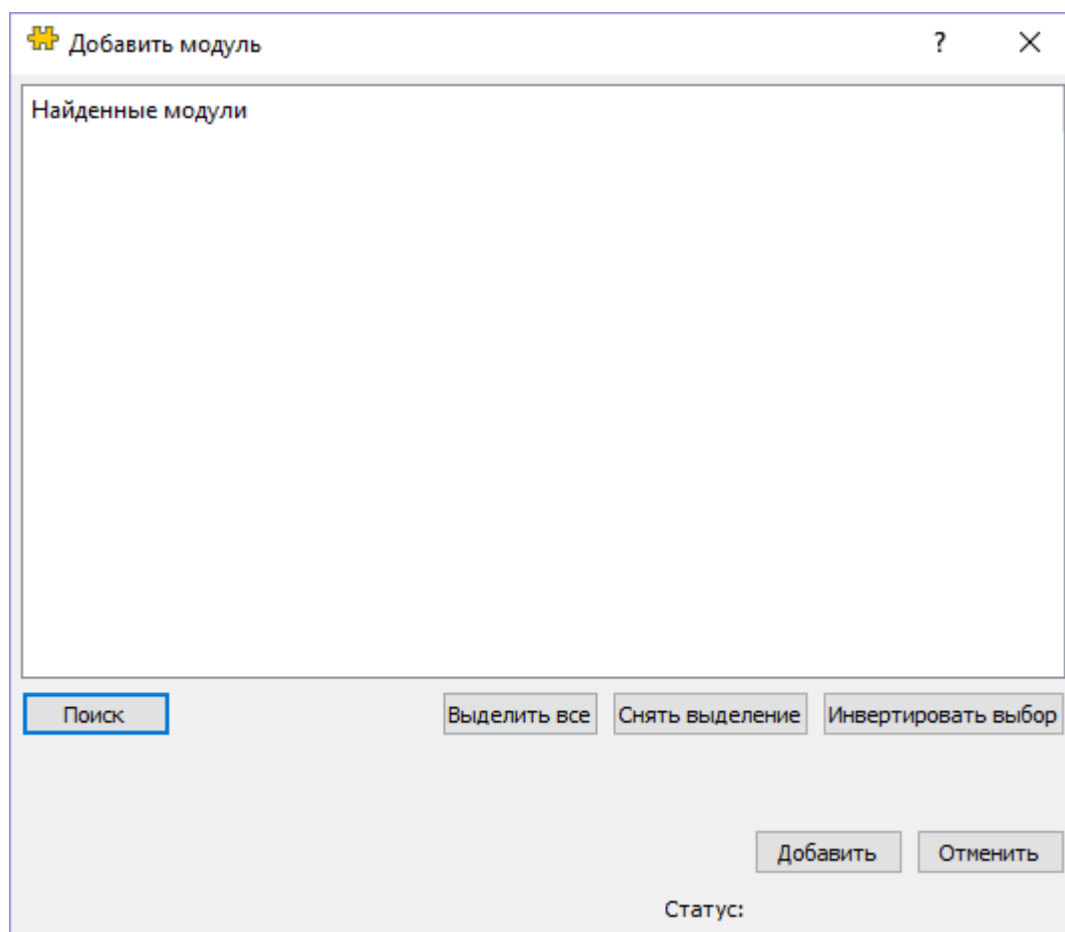 Добавить модуль ?
Найденные модули
Поиск Выделить все Снять выделение Инвертировать выбор
Добавить Отменить
Статус: